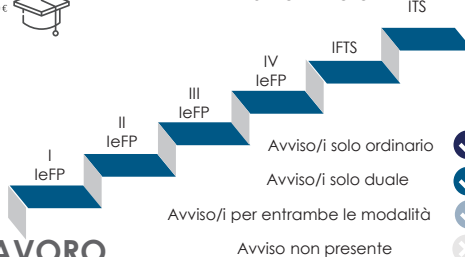 €
ITS
IFTS
IV
IeFP
III
IeFP
II
IeFP
I
IeFP
Avviso/i solo ordinario
Avviso/i solo duale
Avviso/i per entrambe le modalità
Avviso non presente
AVORO